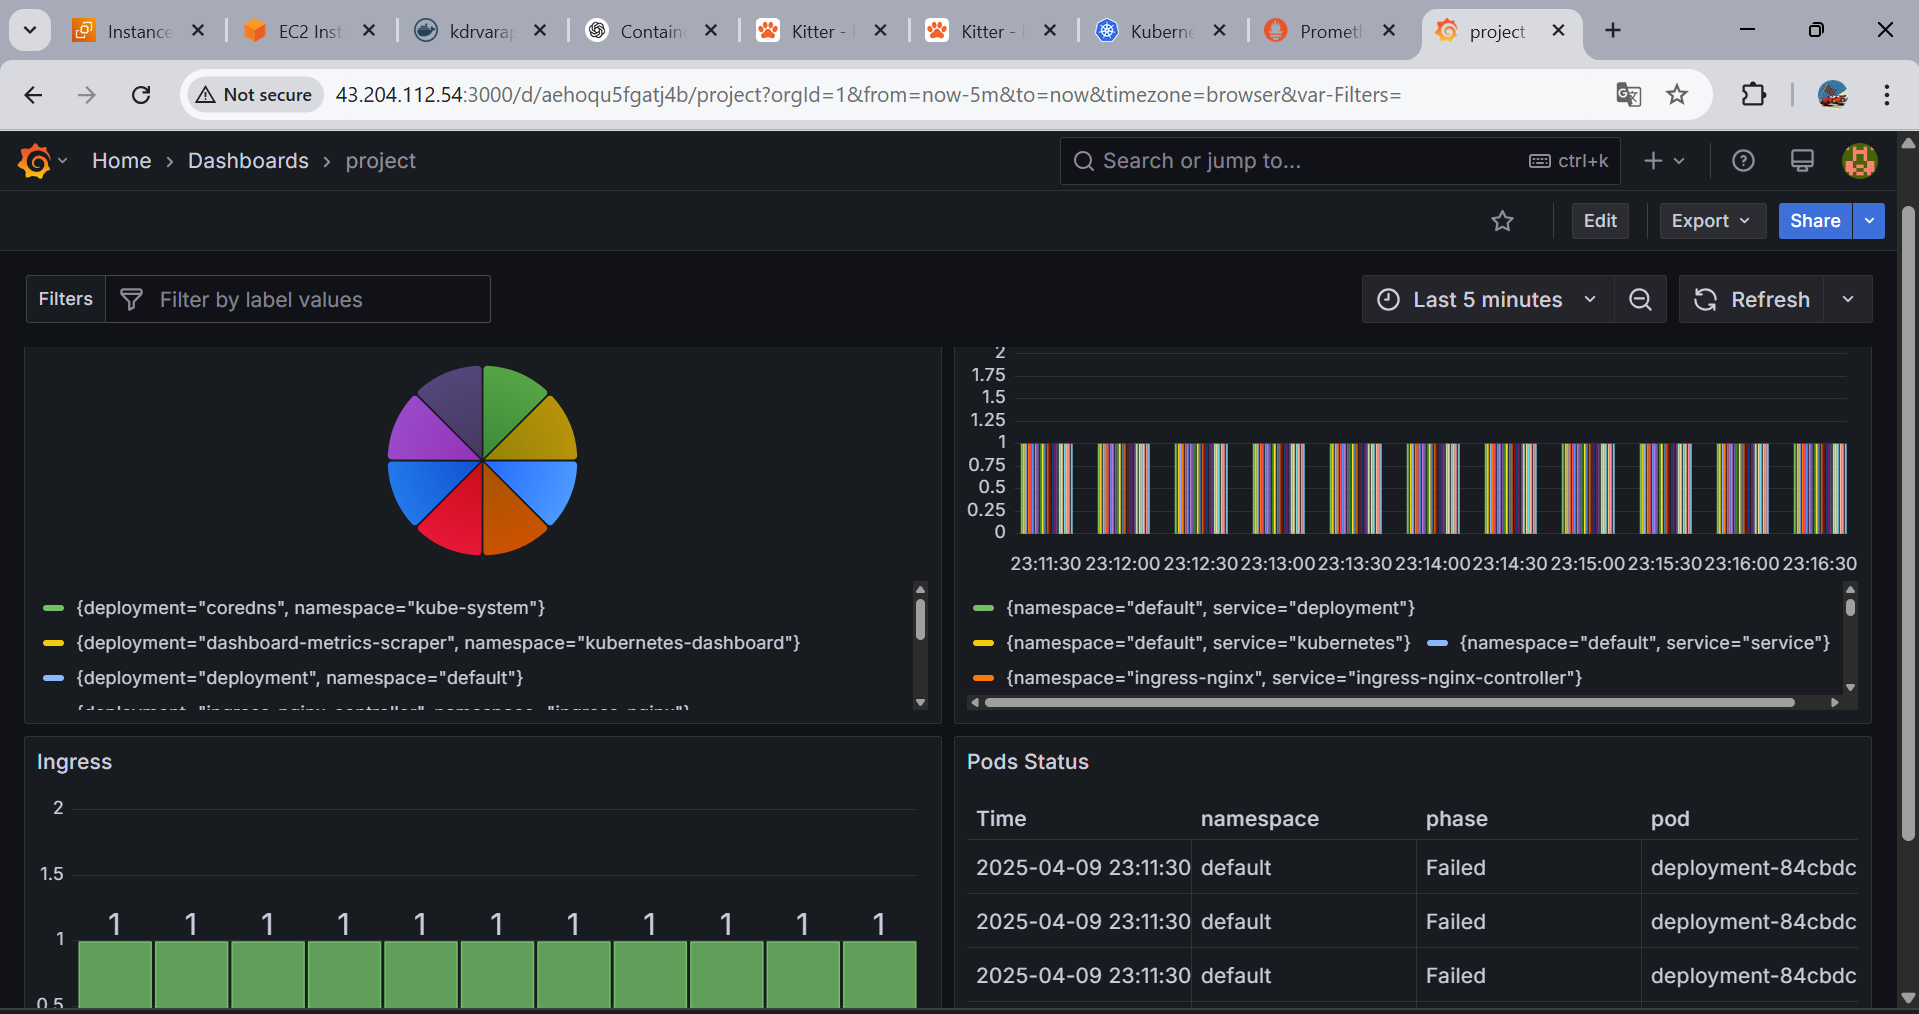 Instance
EC2 Inst
kdrvarap
Contain
Kitter -
Kitter -
Kuberne
Promet
project
Not secure
43.204.112.54:3000/d/aehoqu5fgatj4b/project?orgId=1&from=now-5m&to=now&timezone=browser&var-Filters=
Home › Dashboards › project
Search or jump to...
ctrl+k
Edit
Export
Share
Filters
Filter by label values
Last 5 minutes
Refresh
{deployment="coredns", namespace="kube-system"}
{deployment="dashboard-metrics-scraper", namespace="kubernetes-dashboard"}
{deployment="deployment", namespace="default"}
{deployment="ingress-nginx-controller", namespace="ingress-nginx"}
2
1.75
1.5
1.25
1
0.75
0.5
0.25
0
23:11:30 23:12:00 23:12:30 23:13:00 23:13:30 23:14:00 23:14:30 23:15:00 23:15:30 23:16:00 23:16:30
{namespace="default", service="deployment"}
{namespace="default", service="kubernetes"} {namespace="default", service="service"}
{namespace="ingress-nginx", service="ingress-nginx-controller"}
Ingress
2
1.5
1
0.5
1 1 1 1 1 1 1 1 1 1 1
Pods Status
Time namespace phase pod
2025-04-09 23:11:30 default Failed deployment-84cbdc
2025-04-09 23:11:30 default Failed deployment-84cbdc
2025-04-09 23:11:30 default Failed deployment-84cbdc